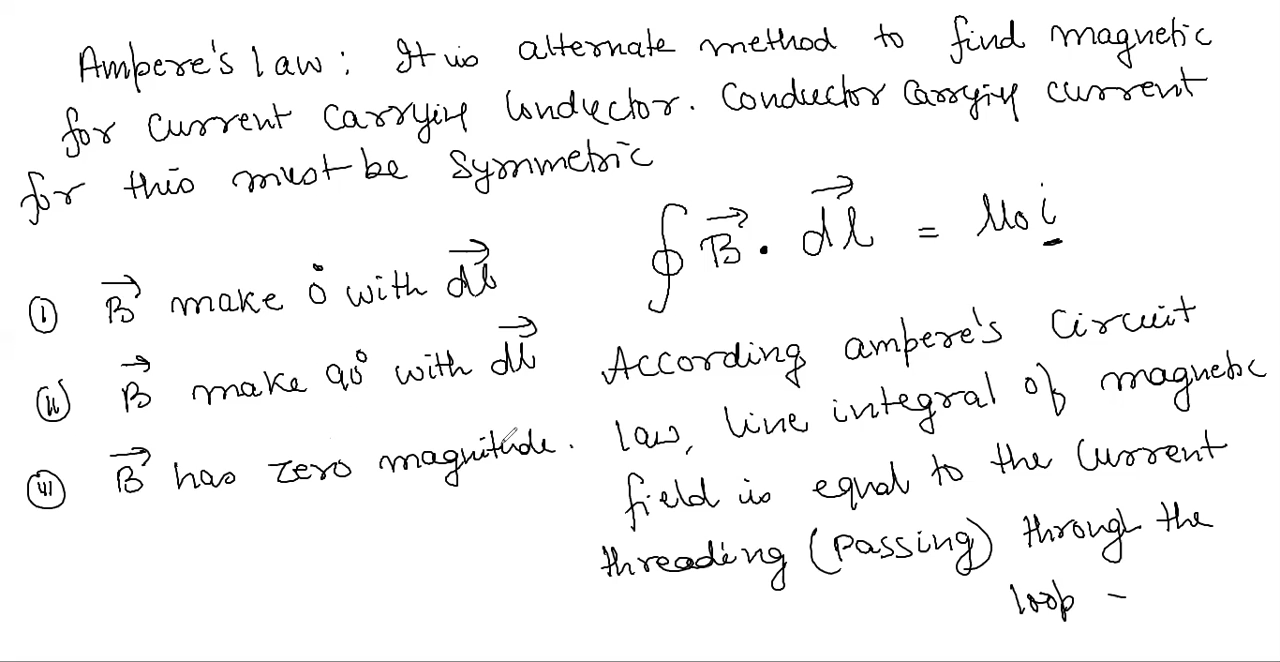 Ampere's law : It is alternate method to find magnetic
for current carrying conductor. Conductor carrying current
for this must be symmetric
∮ B⃗ · dl⃗ = μ₀ i
(i) B⃗ make 0° with dl⃗
(ii) B⃗ make 90° with dl⃗
(iii) B⃗ has zero magnitude.
According ampere's circuit
law, line integral of magnetic
field is equal to the current
threading (passing) through the
loop -